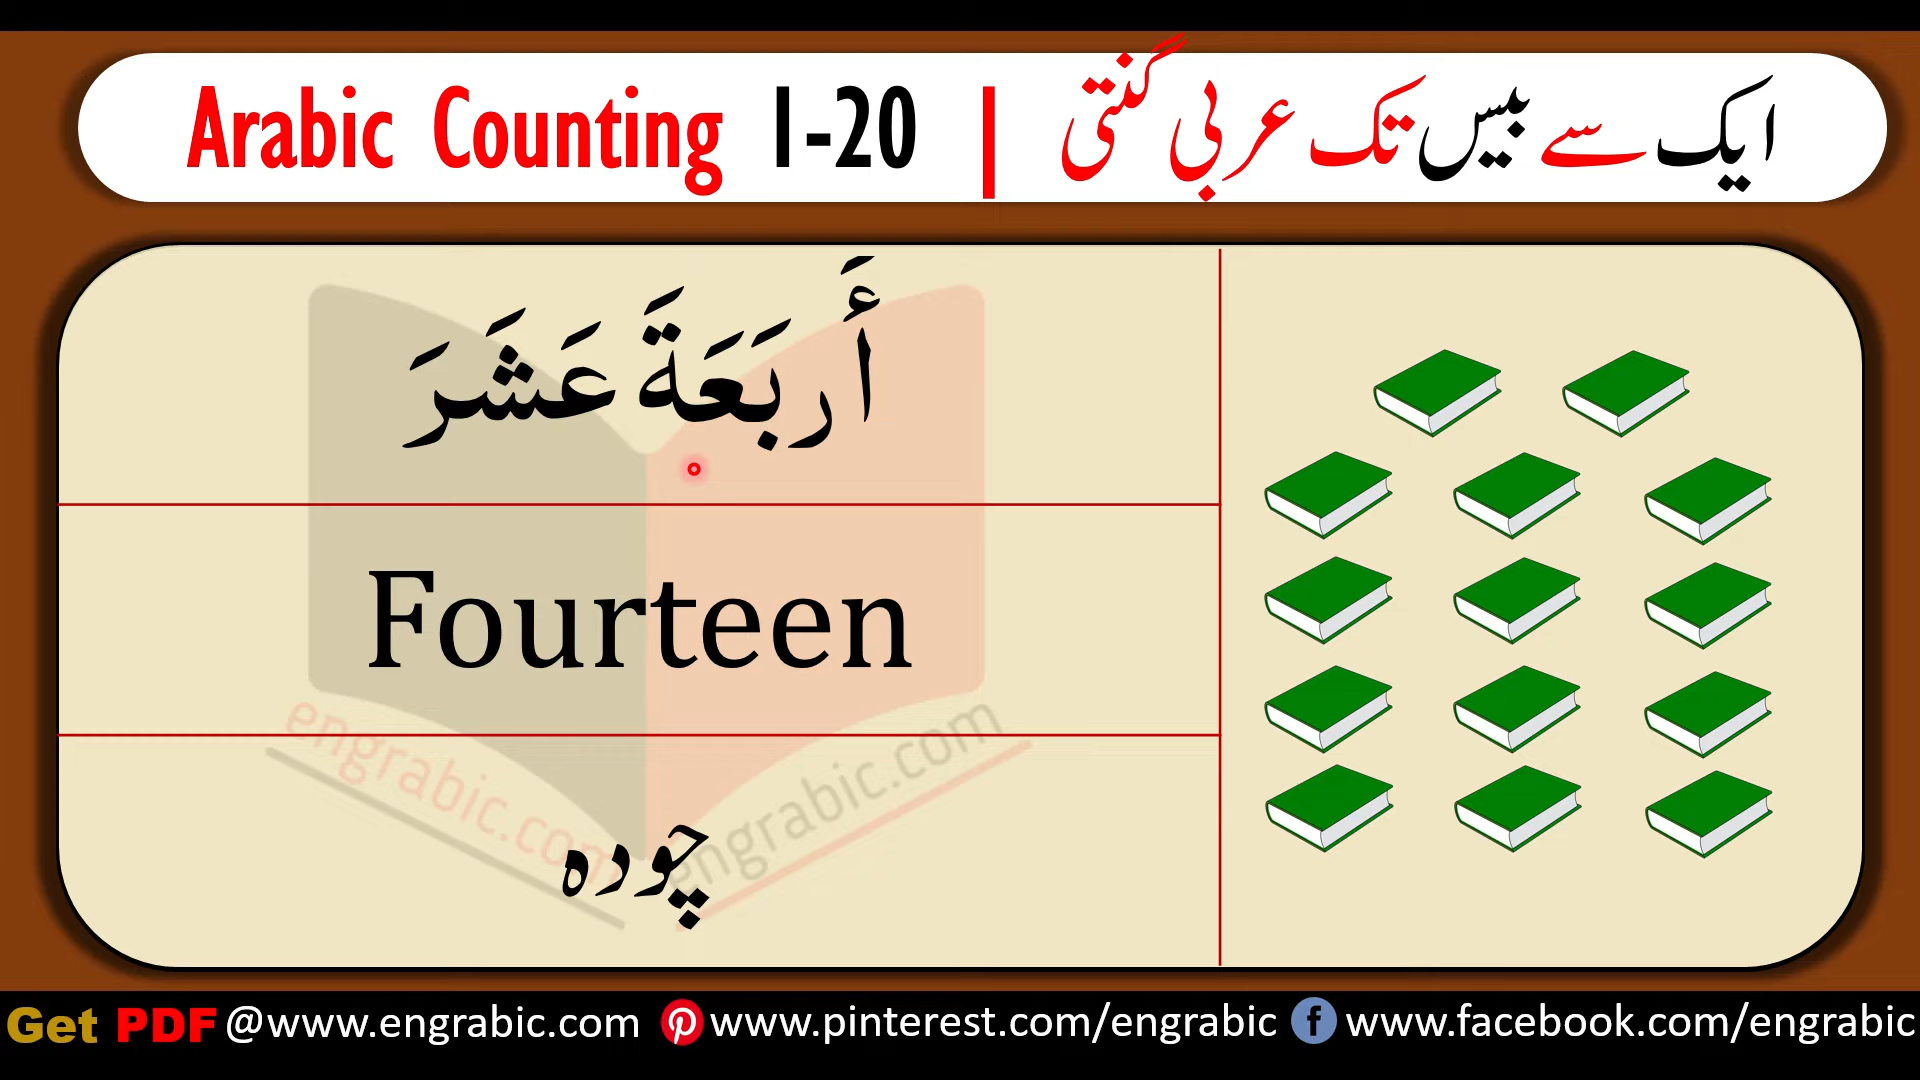 Arabic Counting 1-20 | ایک سے بیس تک عربی گنتی
أَربَعَةَ عَشَرَ
Fourteen
چودہ
engrabic.com engrabic.com
Get PDF @www.engrabic.com www.pinterest.com/engrabic www.facebook.com/engrabic